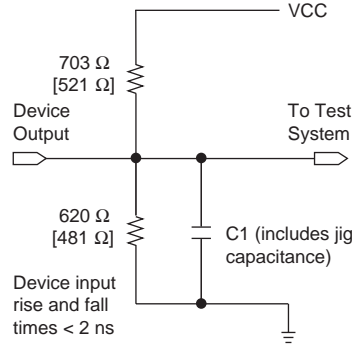 VCC
703 Ω
[521 Ω]
Device
Output
To Test
System
620 Ω
[481 Ω]
C1 (includes jig
capacitance)
Device input
rise and fall
times < 2 ns